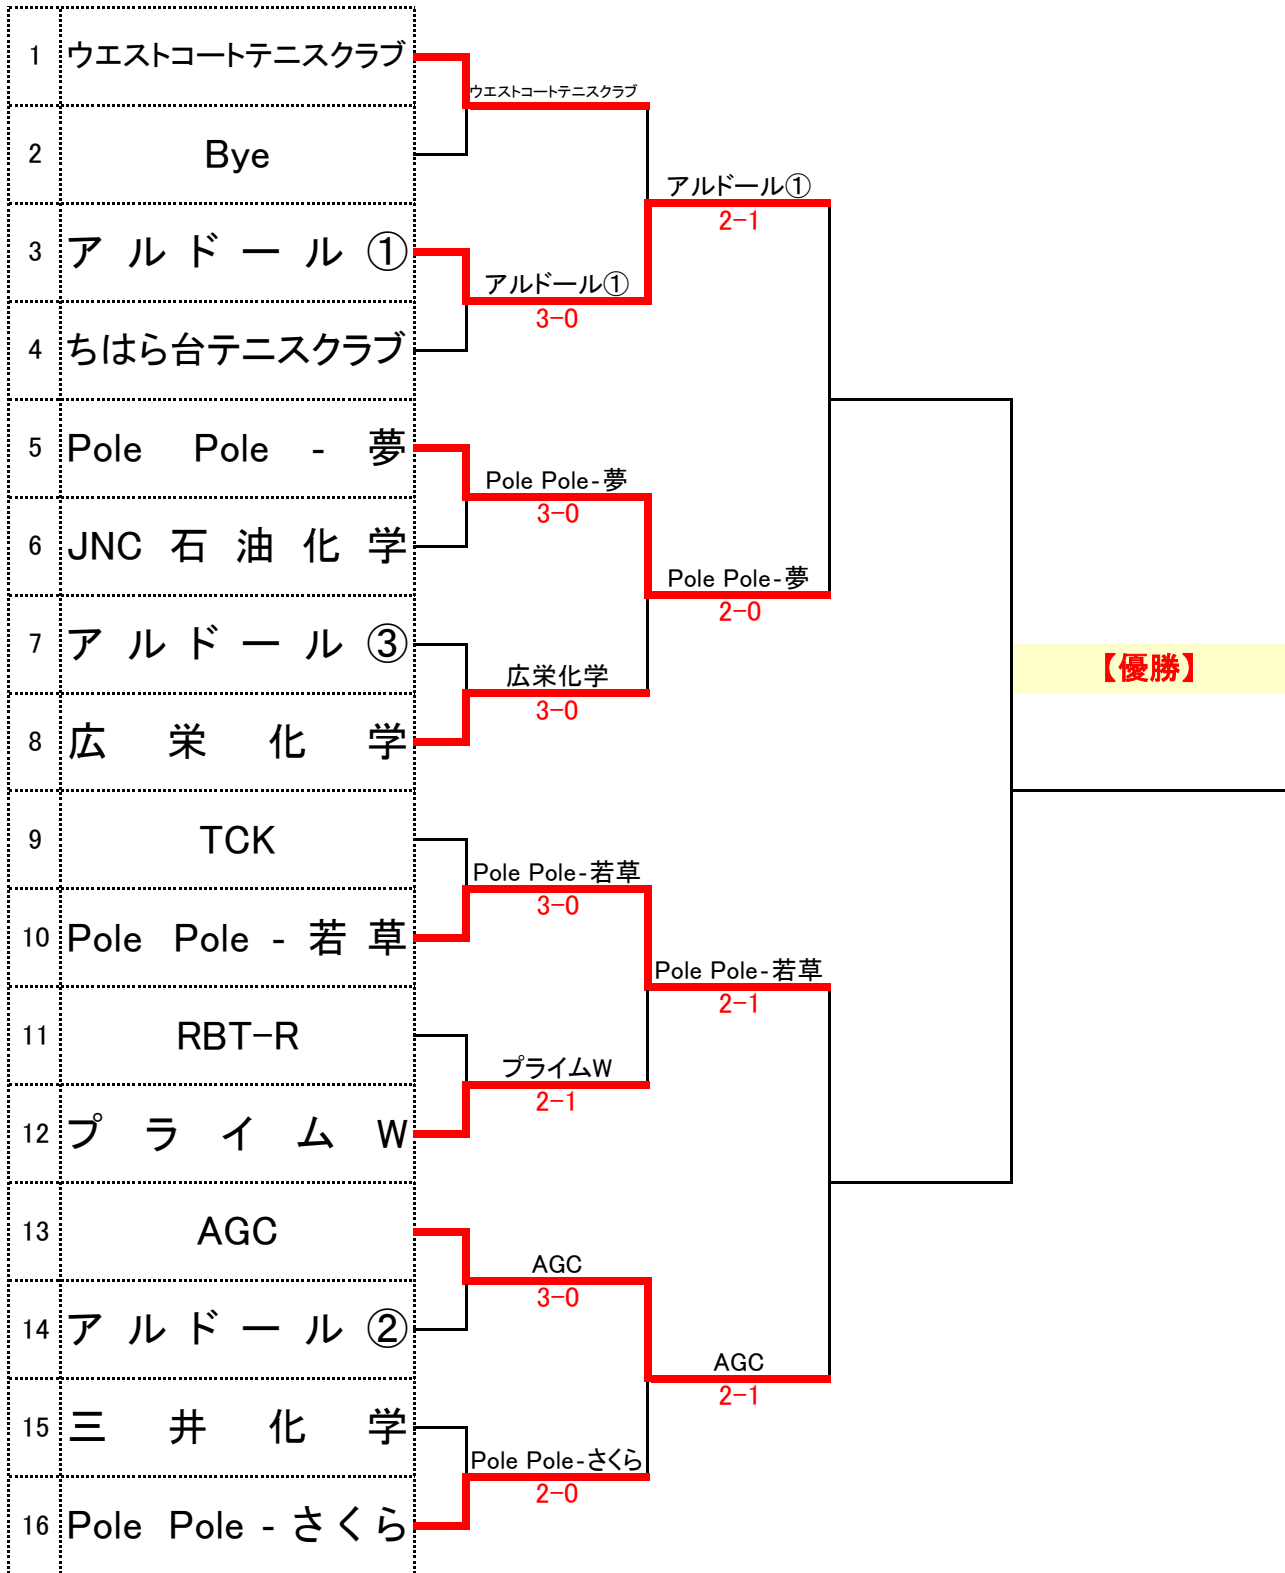 1 ウエストコートテニスクラブ
ウエストコートテニスクラブ
2 Bye
アルドール①
2-1
3 アルドール①
アルドール①
3-0
4 ちはら台テニスクラブ
5 Pole Pole - 夢
Pole Pole-夢
3-0
6 JNC石油化学
Pole Pole-夢
2-0
7 アルドール③
【優勝】
広栄化学
3-0
8 広栄化学
9 TCK
Pole Pole-若草
3-0
10 Pole Pole - 若草
Pole Pole-若草
2-1
11 RBT-R
プライムW
2-1
12 プライムW
13 AGC
AGC
3-0
14 アルドール②
AGC
2-1
15 三井化学
Pole Pole-さくら
2-0
16 Pole Pole - さくら